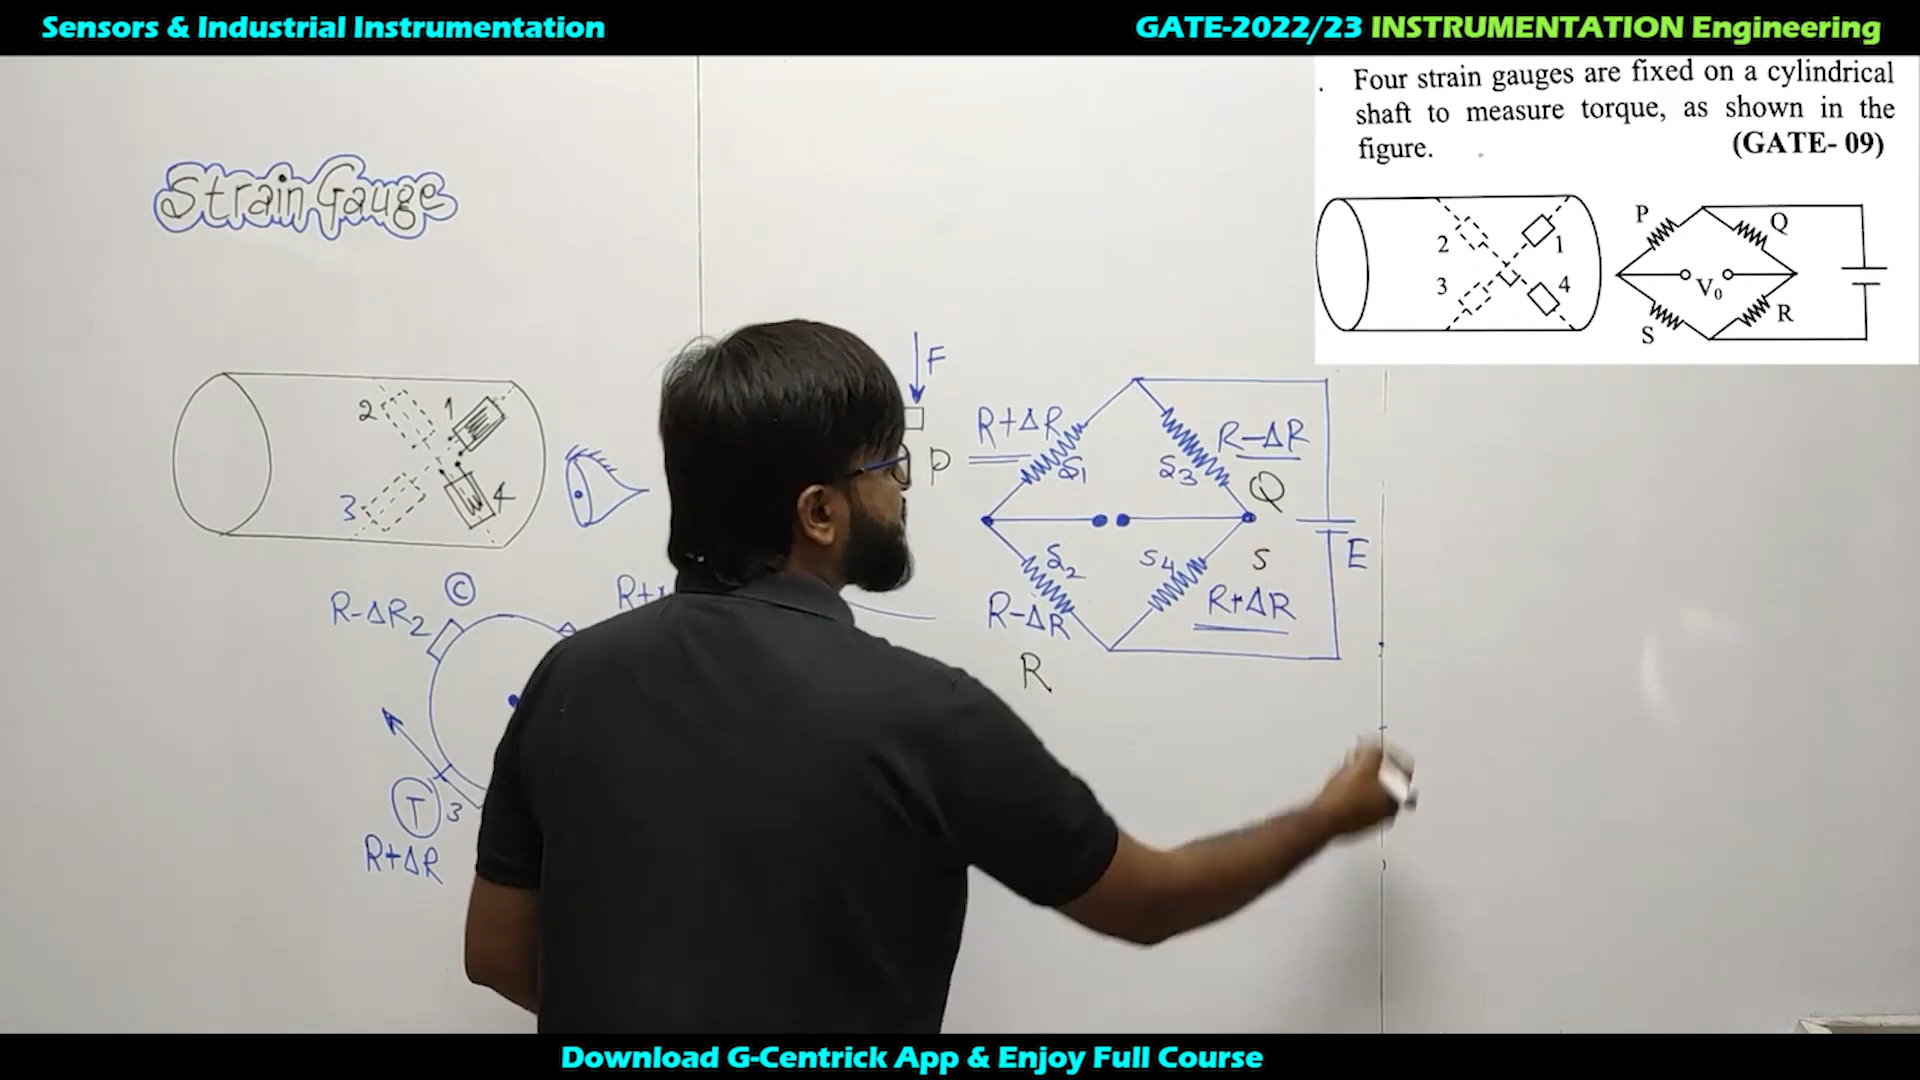 Sensors & Industrial Instrumentation
GATE-2022/23 INSTRUMENTATION Engineering
. Four strain gauges are fixed on a cylindrical
shaft to measure torque, as shown in the
figure. (GATE- 09)
2
1
3
4
P
Q
V0
S
R
Strain Gauge
2
1
3
4
F
P
R+ΔR
S1
R-ΔR
S3
Q
S2
R-ΔR
R
S4
S
R+ΔR
E
C
R-ΔR2
T
3
R+ΔR
Download G-Centrick App & Enjoy Full Course